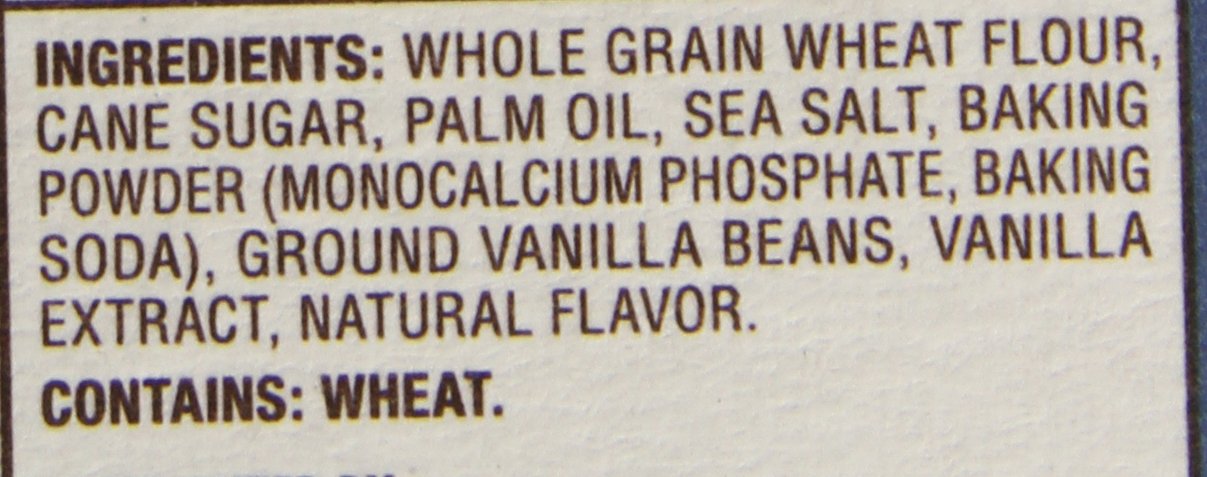 INGREDIENTS: WHOLE GRAIN WHEAT FLOUR,
CANE SUGAR, PALM OIL, SEA SALT, BAKING
POWDER (MONOCALCIUM PHOSPHATE, BAKING
SODA), GROUND VANILLA BEANS, VANILLA
EXTRACT, NATURAL FLAVOR.
CONTAINS: WHEAT.